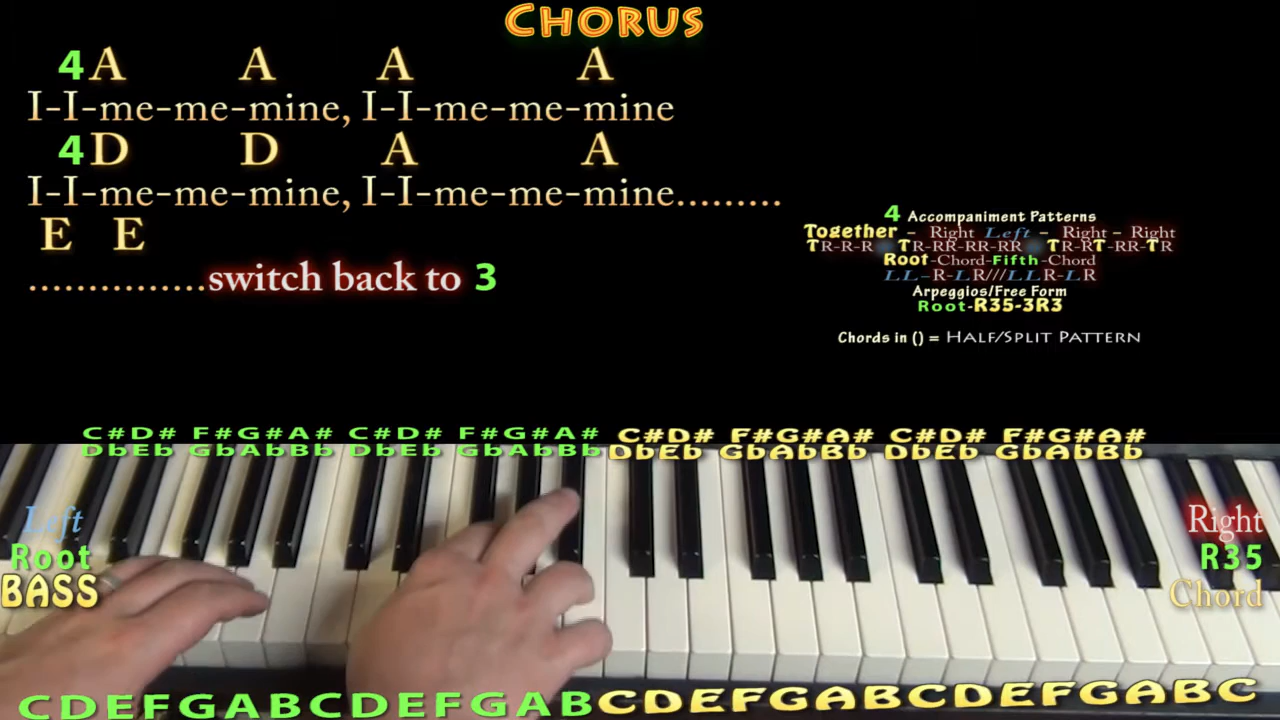 CHORUS
4 A A A A
I-I-me-me-mine, I-I-me-me-mine
4 D D A A
I-I-me-me-mine, I-I-me-me-mine.........
E E
...............switch back to 3
4 Accompaniment Patterns
Together - Right Left - Right - Right
TR-R-R TR-RR-RR-RR TR-RT-RR-TR
Root-Chord-Fifth-Chord
LL-R-LR///LLR-LR
Arpeggios/Free Form
Root-R35-3R3
Chords in () = HALF/SPLIT PATTERN
C#D# F#G#A# C#D# F#G#A# C#D# F#G#A# C#D# F#G#A#
DbEb GbAbBb DbEb GbAbBb DbEb GbAbBb DbEb GbAbBb
Left
Root
BASS
Right
R35
Chord
CDEFGABCDEFGABCDEFGABCDEFGABC